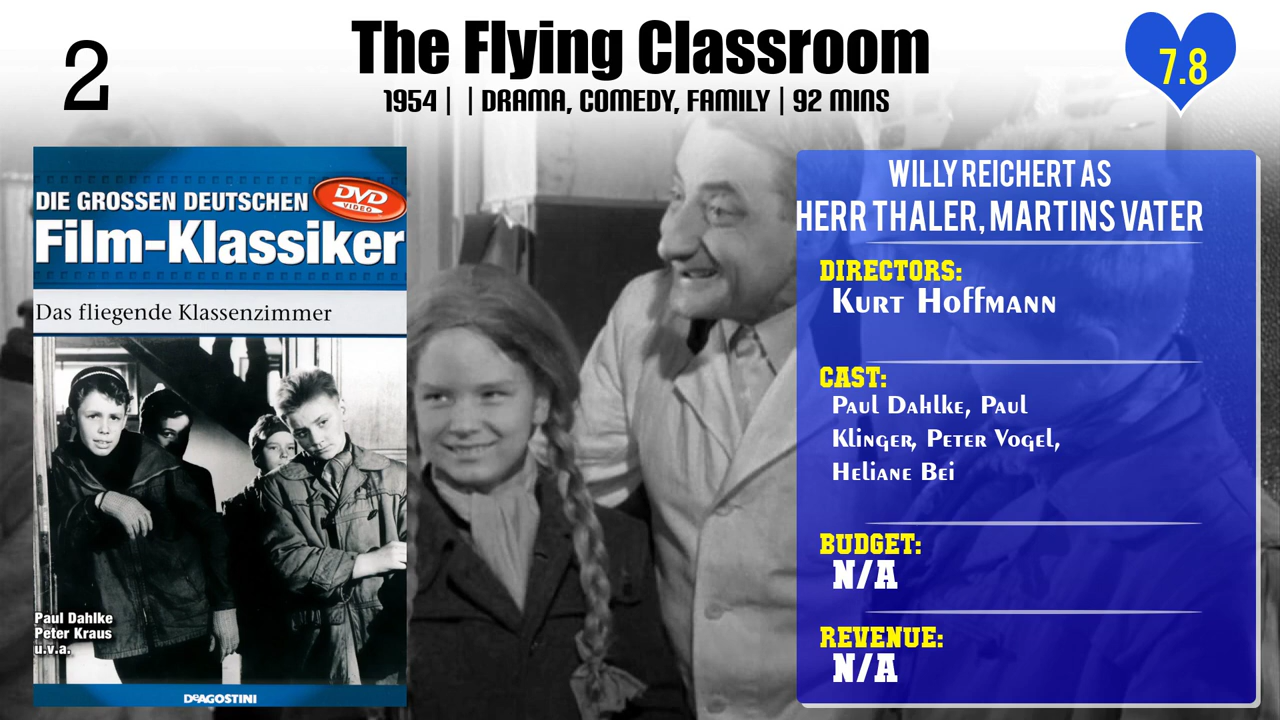 2
The Flying Classroom
1954 | | DRAMA, COMEDY, FAMILY | 92 MINS
7.8
DIE GROSSEN DEUTSCHEN
DVD
VIDEO
Film-Klassiker
Das fliegende Klassenzimmer
Paul Dahlke
Peter Kraus
u.v.a.
DeAGOSTINI
WILLY REICHERT AS
HERR THALER, MARTINS VATER
DIRECTORS:
Kurt Hoffmann
CAST:
Paul Dahlke, Paul
Klinger, Peter Vogel,
Heliane Bei
BUDGET:
N/A
REVENUE:
N/A